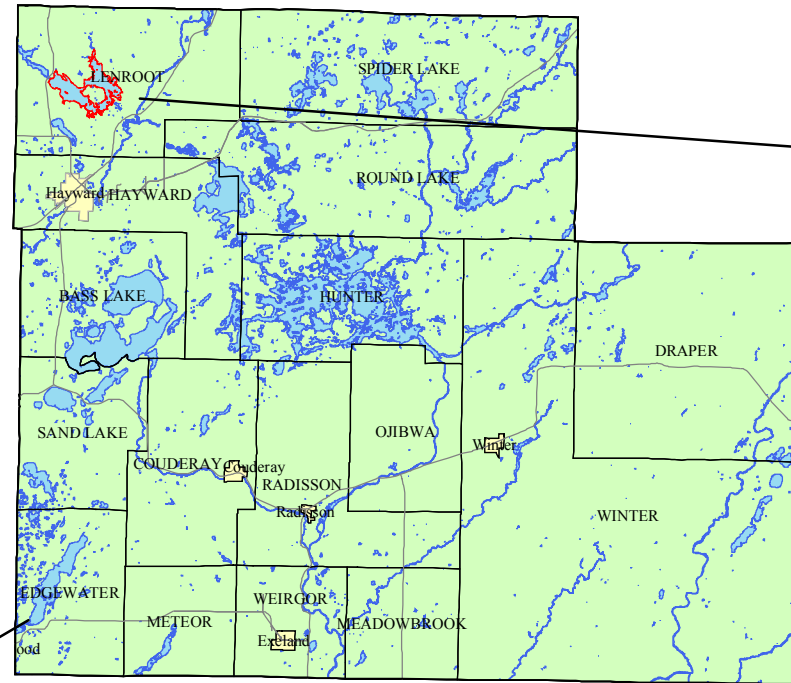 LENROOT
SPIDER LAKE
ROUND LAKE
Hayward
HAYWARD
BASS LAKE
HUNTER
DRAPER
SAND LAKE
OJIBWA
Winter
COUDERAY
Couderay
RADISSON
Radisson
WINTER
EDGEWATER
WEIRGOR
METEOR
MEADOWBROOK
Exeland
ood